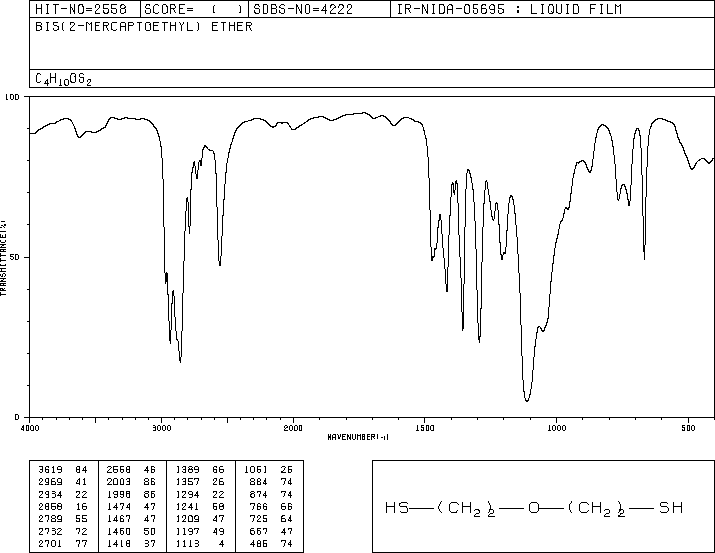 HIT-NO=2558 SCORE= ( ) SDBS-NO=4222 IR-NIDA-05695 : LIQUID FILM
BIS(2-MERCAPTOETHYL) ETHER
C4H10OS2
100
50
0
TRANSMITTANCE(%)
4000 3000 2000 1500 1000 500
WAVENUMBER(-1)
3619 84 2558 46 1389 66 1051 26
2969 41 2003 86 1357 26 884 74
2934 22 1998 86 1294 22 874 74
2858 16 1474 47 1241 58 766 66
2789 55 1467 47 1209 47 725 64
2732 72 1460 50 1197 49 667 47
2701 77 1418 37 1113 4 486 74
HS—(CH2)2—O—(CH2)2—SH